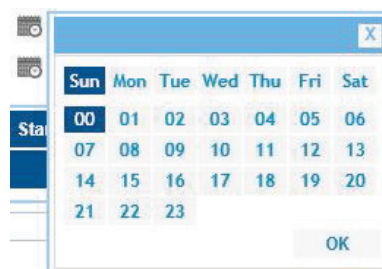 X
Sun Mon Tue Wed Thu Fri Sat
00 01 02 03 04 05 06
Sta
07 08 09 10 11 12 13
14 15 16 17 18 19 20
21 22 23
OK